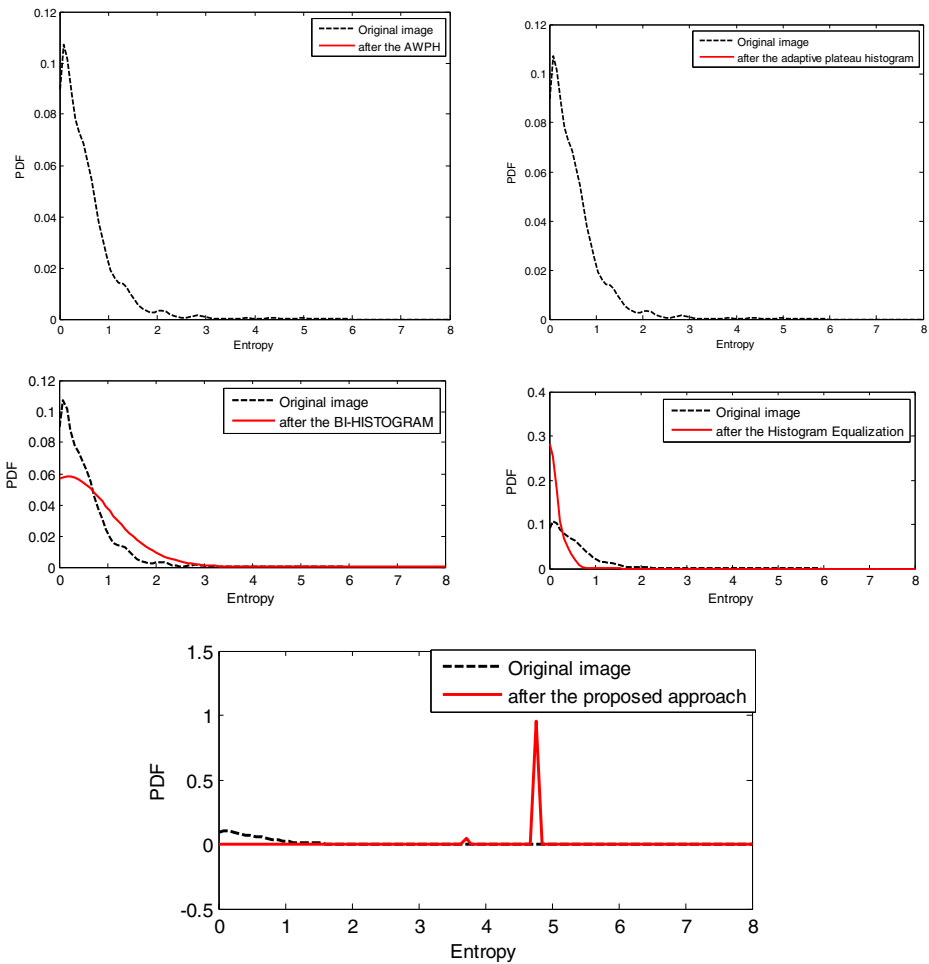 0.12
0.1
0.08
0.06
0.04
0.02
0
PDF
0 1 2 3 4 5 6 7 8
Entropy
Original image
after the AWPH
0.12
0.1
0.08
0.06
0.04
0.02
0
PDF
0 1 2 3 4 5 6 7 8
Entropy
Original image
after the adaptive plateau histogram
0.12
0.1
0.08
0.06
0.04
0.02
0
PDF
0 1 2 3 4 5 6 7 8
Entropy
Original image
after the BI-HISTOGRAM
0.4
0.3
0.2
0.1
0
PDF
0 1 2 3 4 5 6 7 8
Entropy
Original image
after the Histogram Equalization
1.5
1
0.5
0
-0.5
PDF
0 1 2 3 4 5 6 7 8
Entropy
Original image
after the proposed approach